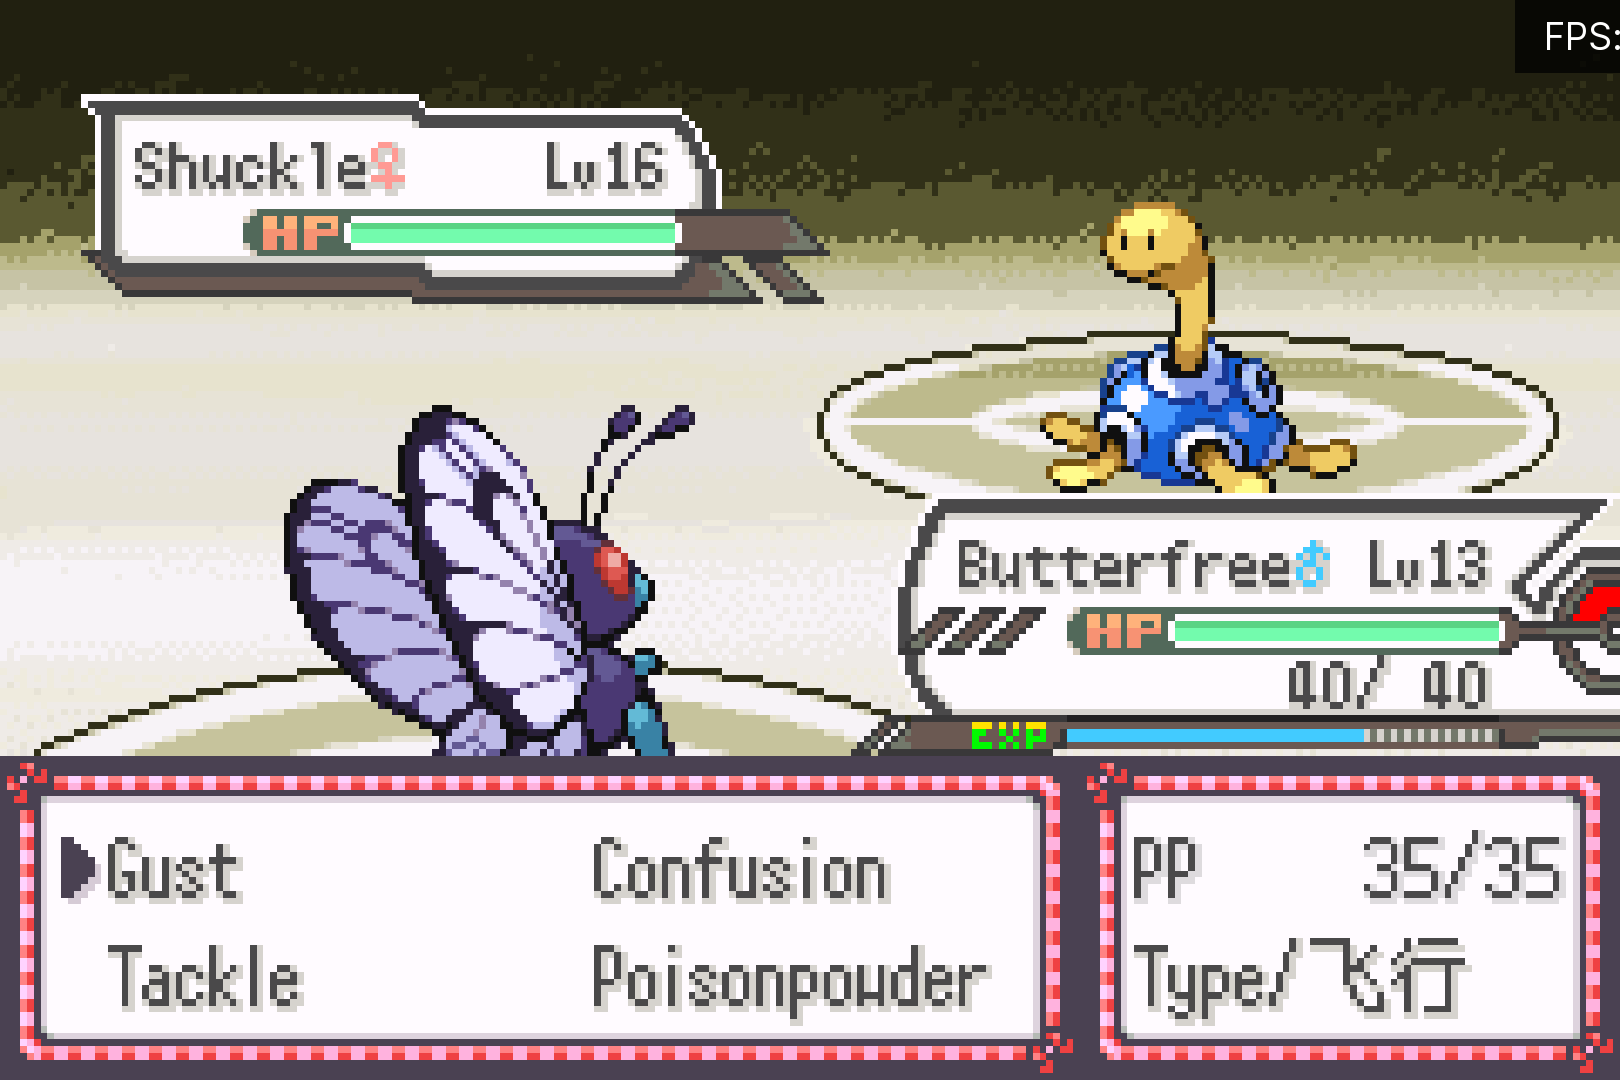 FPS:
Shuckle♀ Lv16
HP
Butterfree♂ Lv13
HP
40/ 40
EXP
Gust Confusion
Tackle Poisonpowder
PP 35/35
Type/飞行